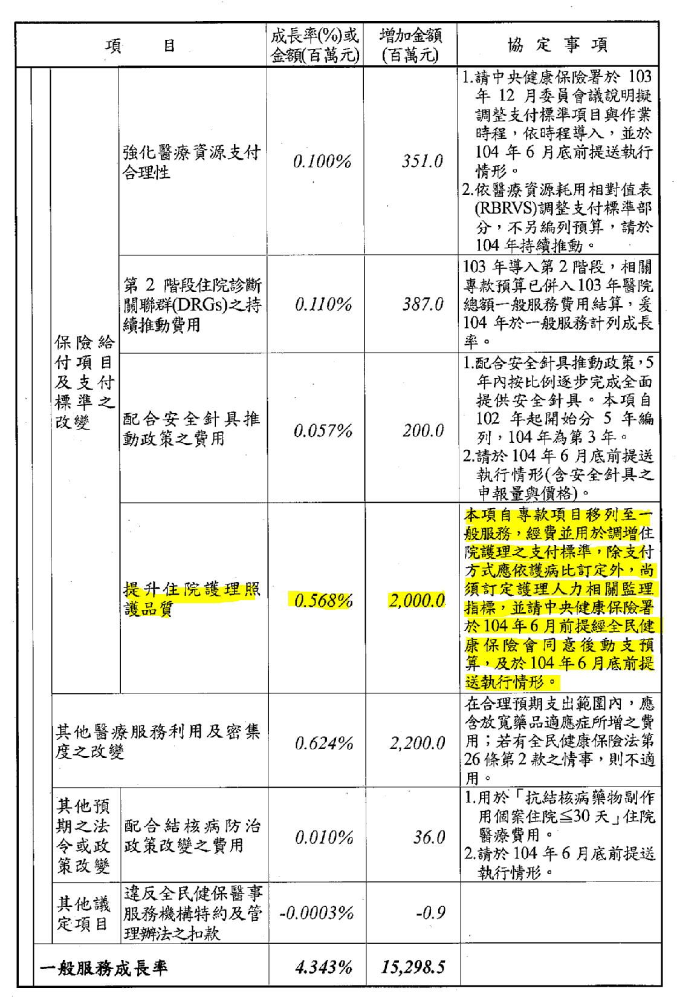 項 目
成長率(%)或
金額(百萬元)
增加金額
(百萬元)
協定事項
保險給
付項目
及支付
標準之
改變
強化醫療資源支付
合理性
0.100%
351.0
1.請中央健康保險署於 103
年 12 月委員會議說明擬
調整支付標準項目與作業
時程,依時程導入,並於
104 年 6 月底前提送執行
情形。
2.依醫療資源耗用相對值表
(RBRVS)調整支付標準部
分,不另編列預算,請於
104 年持續推動。
第 2 階段住院診斷
關聯群(DRGs)之持
續推動費用
0.110%
387.0
103 年導入第 2 階段,相關
專款預算已併入103 年醫院
總額一般服務費用結算,爰
104 年於一般服務計列成長
率。
配合安全針具推
動政策之費用
0.057%
200.0
1.配合安全針具推動政策,5
年內按比例逐步完成全面
提供安全針具。本項自
102 年起開始分 5 年編
列,104 年為第 3 年。
2.請於 104 年 6 月底前提送
執行情形(含安全針具之
申報量與價格)。
提升住院護理照
護品質
0.568%
2,000.0
本項自專款項目移列至一
般服務,經費並用於調增住
院護理之支付標準,除支付
方式應依護病比訂定外,尚
須訂定護理人力相關監理
指標,並請中央健康保險署
於 104 年 6 月前提經全民健
康保險會同意後動支預
算,及於 104 年 6 月底前提
送執行情形。
其他醫療服務利用及密集
度之改變
0.624%
2,200.0
在合理預期支出範圍內,應
含放寬藥品適應症所增之費
用;若有全民健康保險法第
26 條第 2 款之情事,則不適
用。
其他預
期之法
令或政
策改變
配合結核病防治
政策改變之費用
0.010%
36.0
1.用於「抗結核病藥物副作
用個案住院≦30 天」住院
醫療費用。
2.請於 104 年 6 月底前提送
執行情形。
其他議
定項目
違反全民健保醫事
服務機構特約及管
理辦法之扣款
-0.0003%
-0.9
一般服務成長率
4.343%
15,298.5